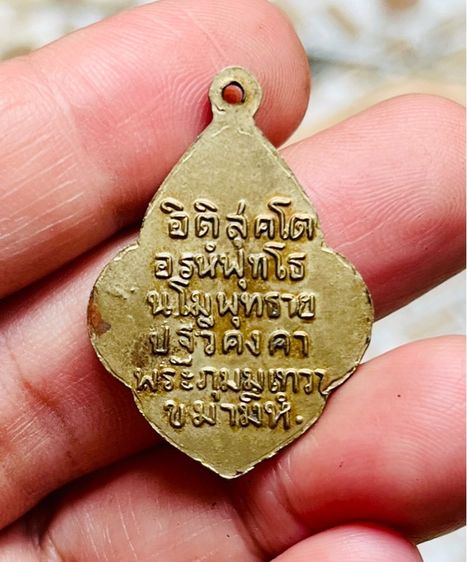 อิติสุคโต
อรหํพุทโธ
นโมพุทธาย
ปฐวีคงคา
พระภุมมเทวา
ขมามิหํ.